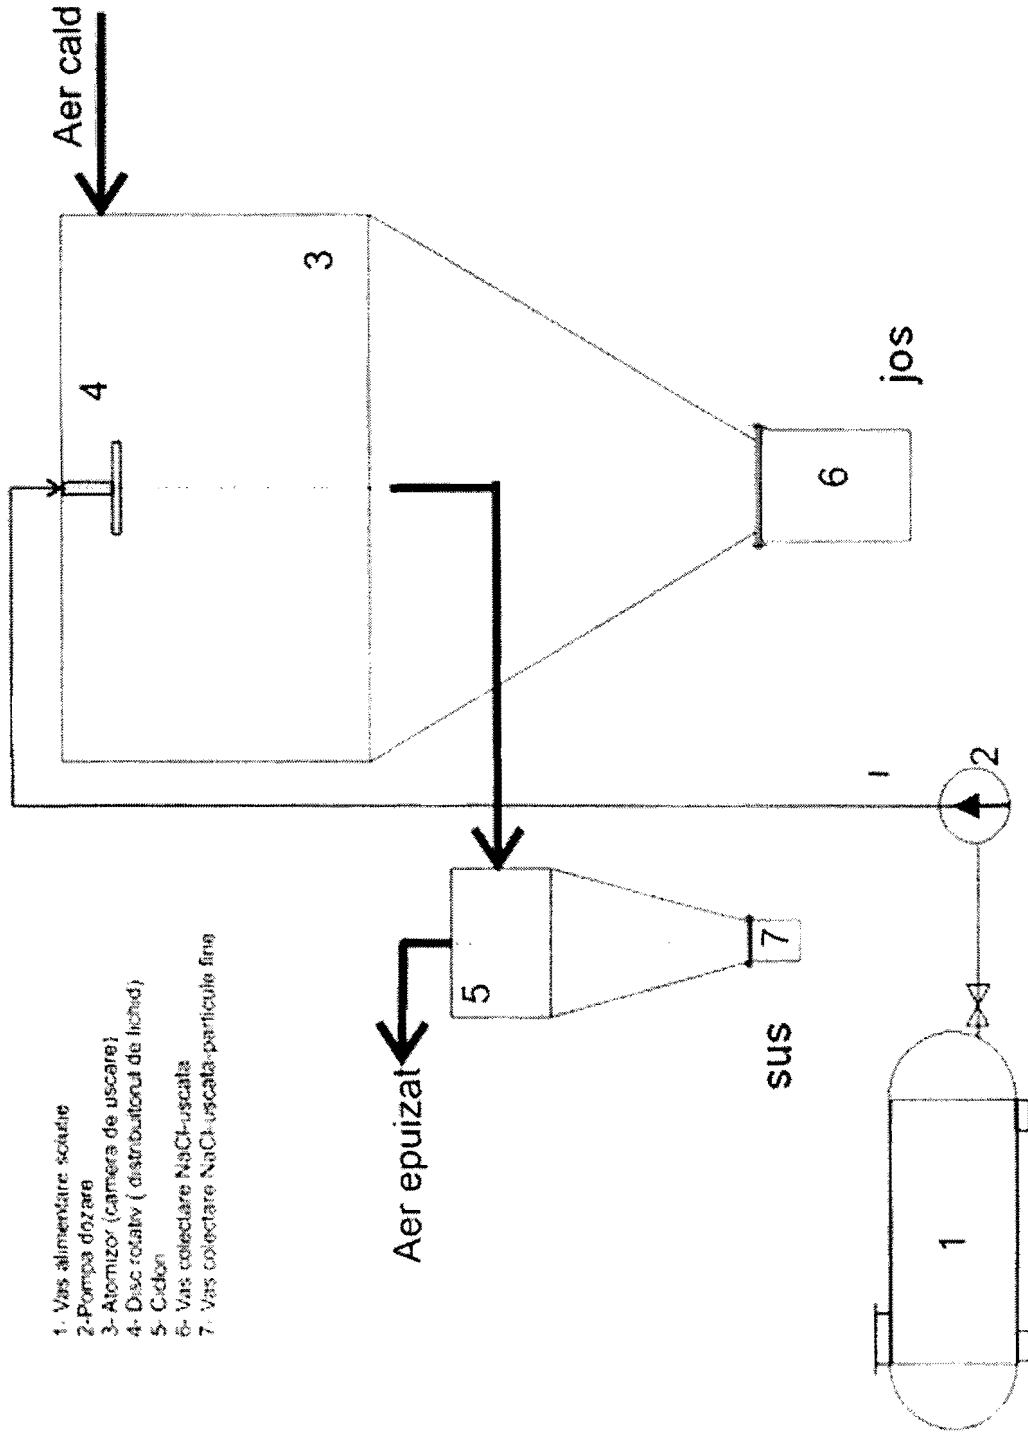 1- Vas alimentare solutie
2-Pompa dozare
3- Atomizor (camera de uscare)
4- Disc rotativ ( distribuitorul de lichid)
5- Ciclon
6- Vas colectare NaCl-uscata
7- Vas colectare NaCl-uscata-particule fine
Aer cald
4
3
Aer epuizat
5
7
sus
6
jos
1
2
I